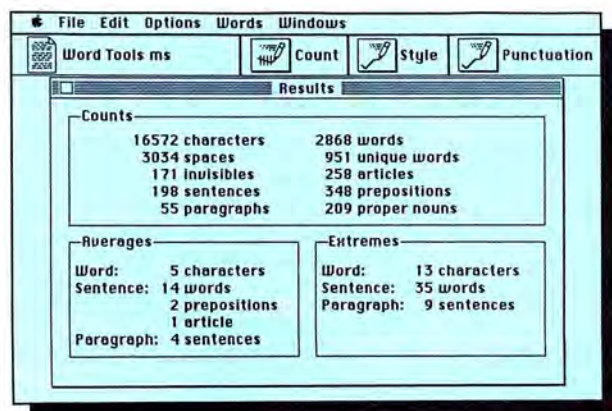 File Edit Options Words Windows
Word Tools ms Count Style Punctuation
Results
Counts
16572 characters 2868 words
3034 spaces 951 unique words
171 invisibles 258 articles
198 sentences 348 prepositions
55 paragraphs 209 proper nouns
Averages
Word: 5 characters
Sentence: 14 words
2 prepositions
1 article
Paragraph: 4 sentences
Extremes
Word: 13 characters
Sentence: 35 words
Paragraph: 9 sentences